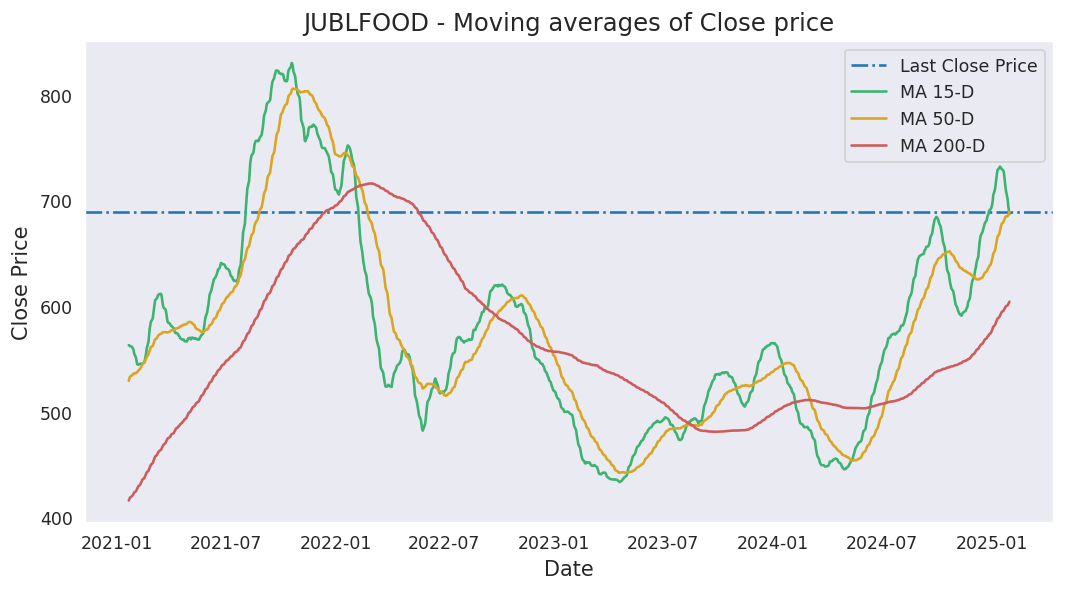 JUBLFOOD - Moving averages of Close price
Last Close Price
MA 15-D
MA 50-D
MA 200-D
Close Price
800
700
600
500
400
2021-01 2021-07 2022-01 2022-07 2023-01 2023-07 2024-01 2024-07 2025-01
Date